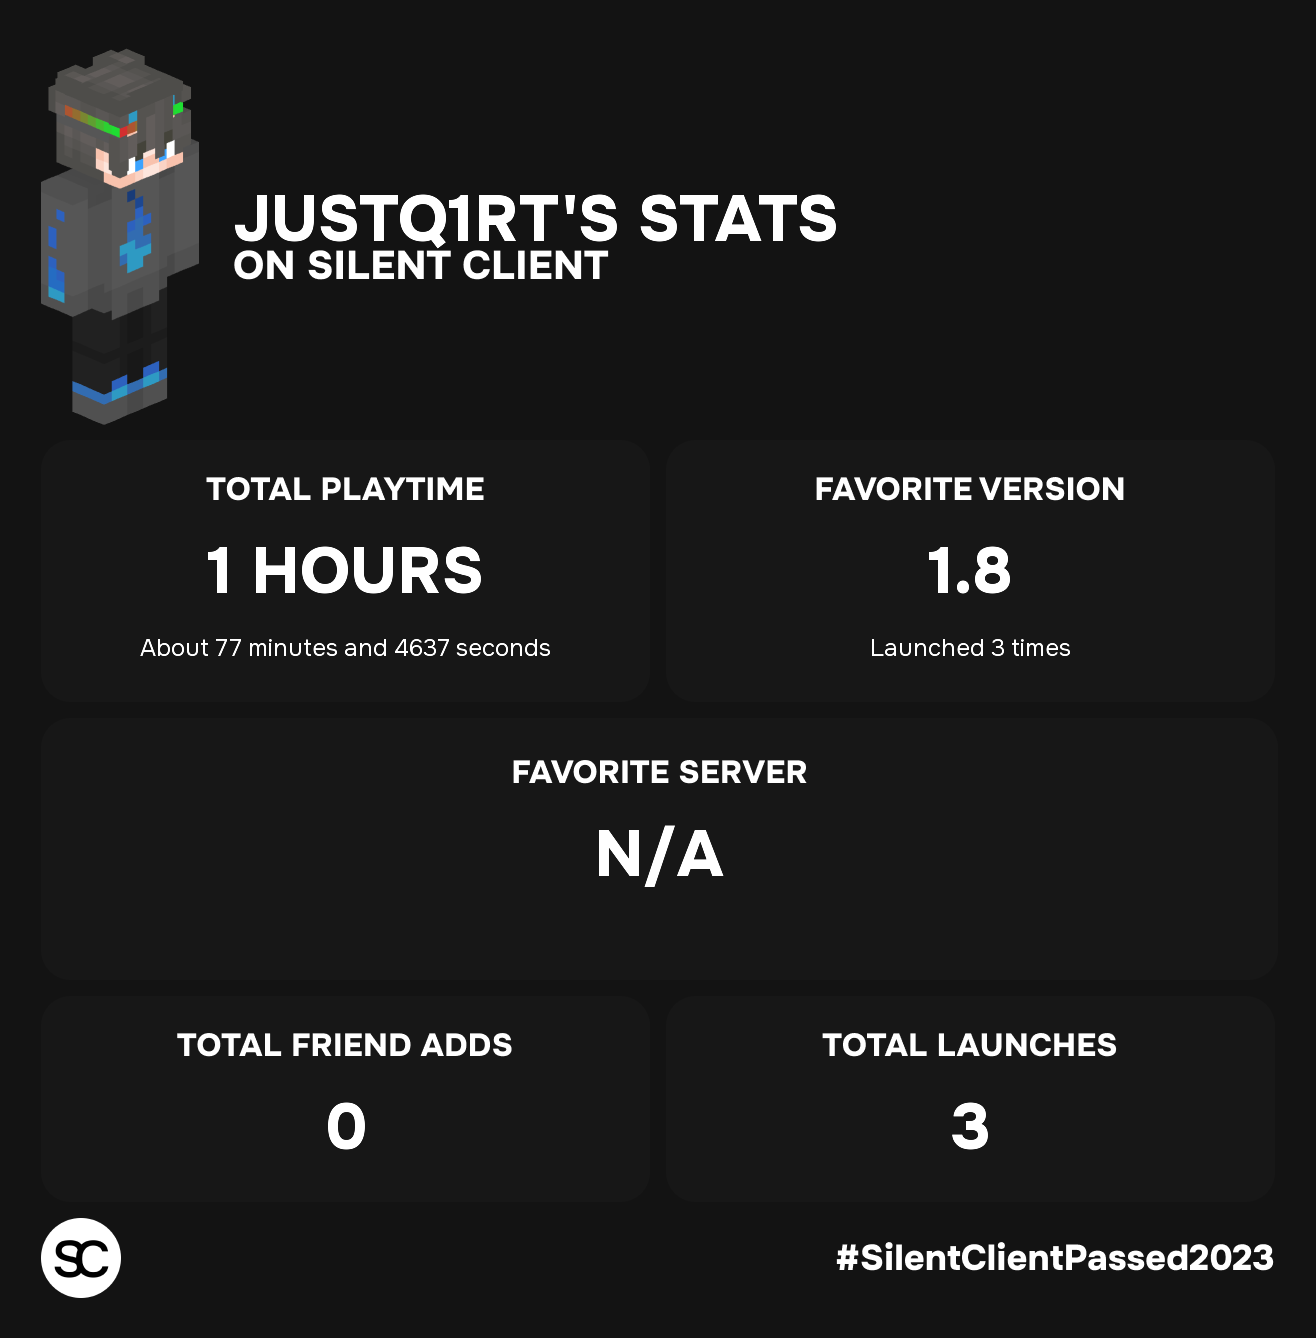 JUSTQ1RT'S STATS
ON SILENT CLIENT
TOTAL PLAYTIME
1 HOURS
About 77 minutes and 4637 seconds
FAVORITE VERSION
1.8
Launched 3 times
FAVORITE SERVER
N/A
TOTAL FRIEND ADDS
0
TOTAL LAUNCHES
3
SC
#SilentClientPassed2023